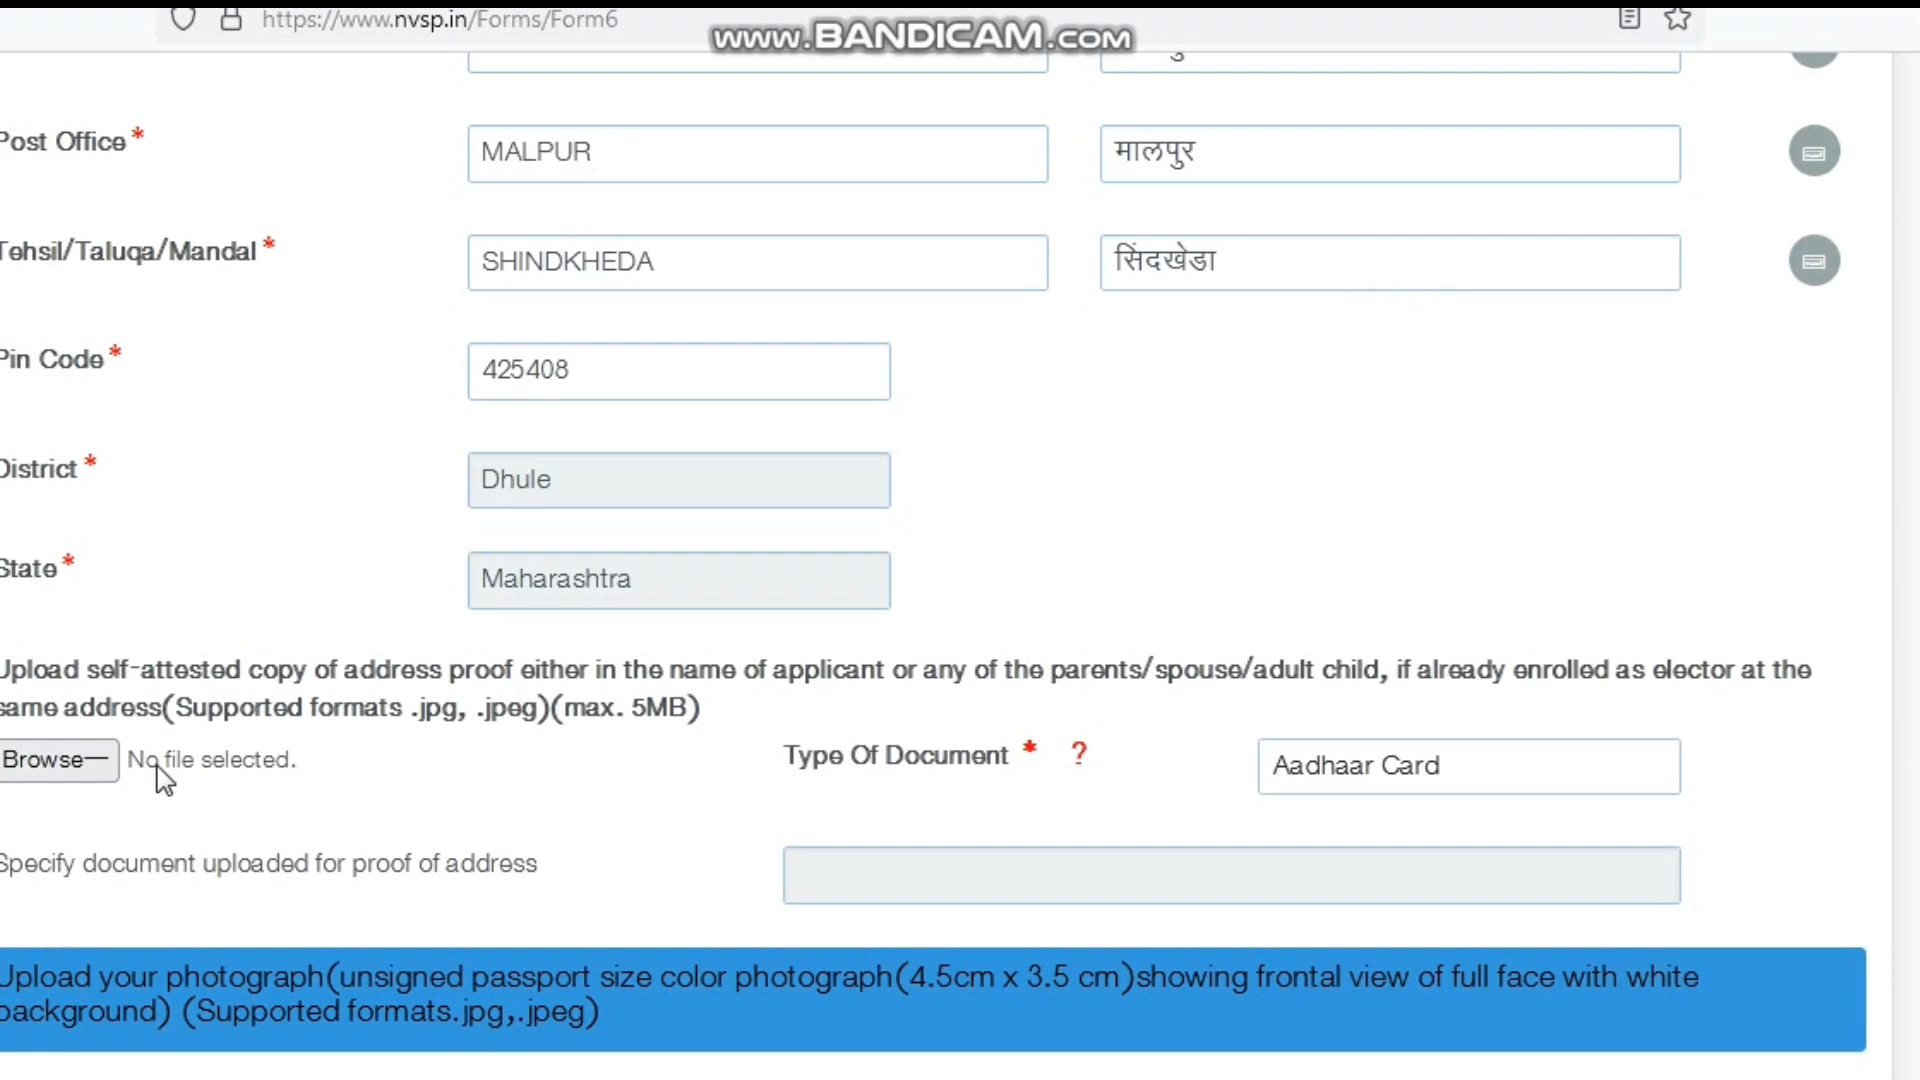 https://www.nvsp.in/Forms/Form6
www.BANDICAM.com
Post Office *
MALPUR
मालपुर
Tehsil/Taluqa/Mandal *
SHINDKHEDA
सिंदखेडा
Pin Code *
425408
District *
Dhule
State *
Maharashtra
Upload self-attested copy of address proof either in the name of applicant or any of the parents/spouse/adult child, if already enrolled as elector at the
same address(Supported formats .jpg, .jpeg)(max. 5MB)
Browse— No file selected.
Type Of Document * ?
Aadhaar Card
Specify document uploaded for proof of address
Upload your photograph(unsigned passport size color photograph(4.5cm x 3.5 cm)showing frontal view of full face with white
background) (Supported formats.jpg,.jpeg)